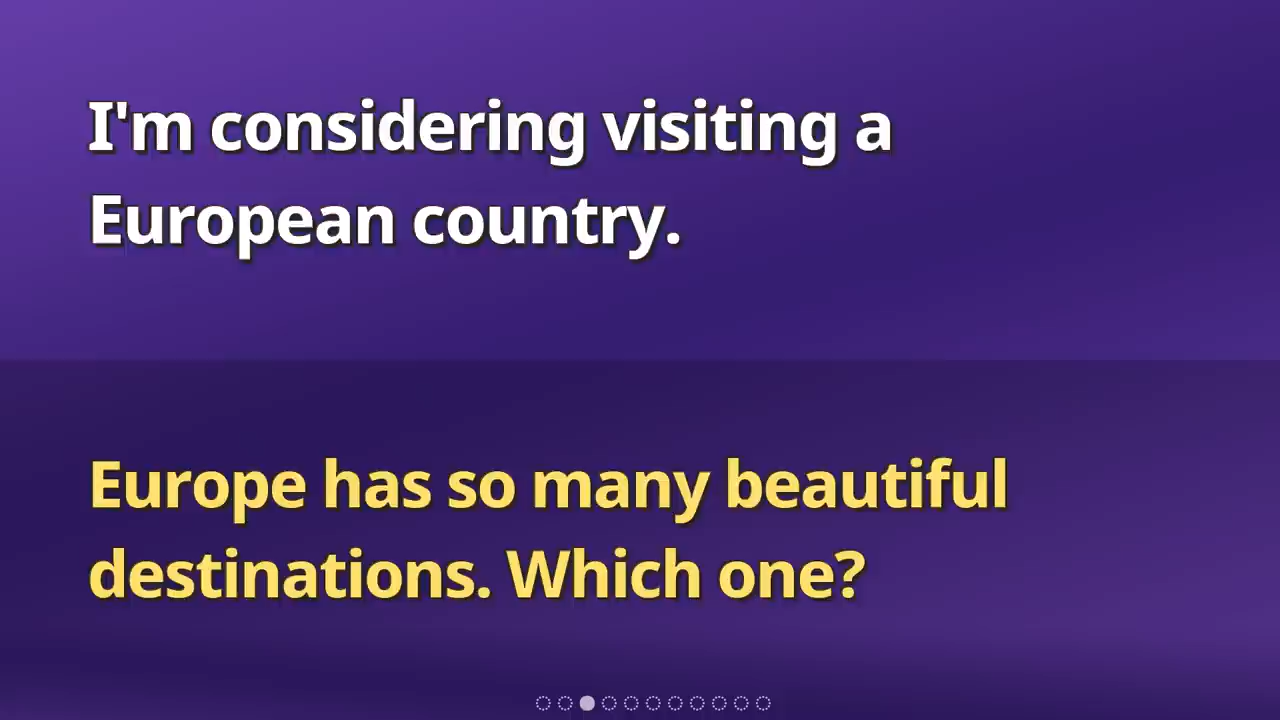 I'm considering visiting a
European country.
Europe has so many beautiful
destinations. Which one?